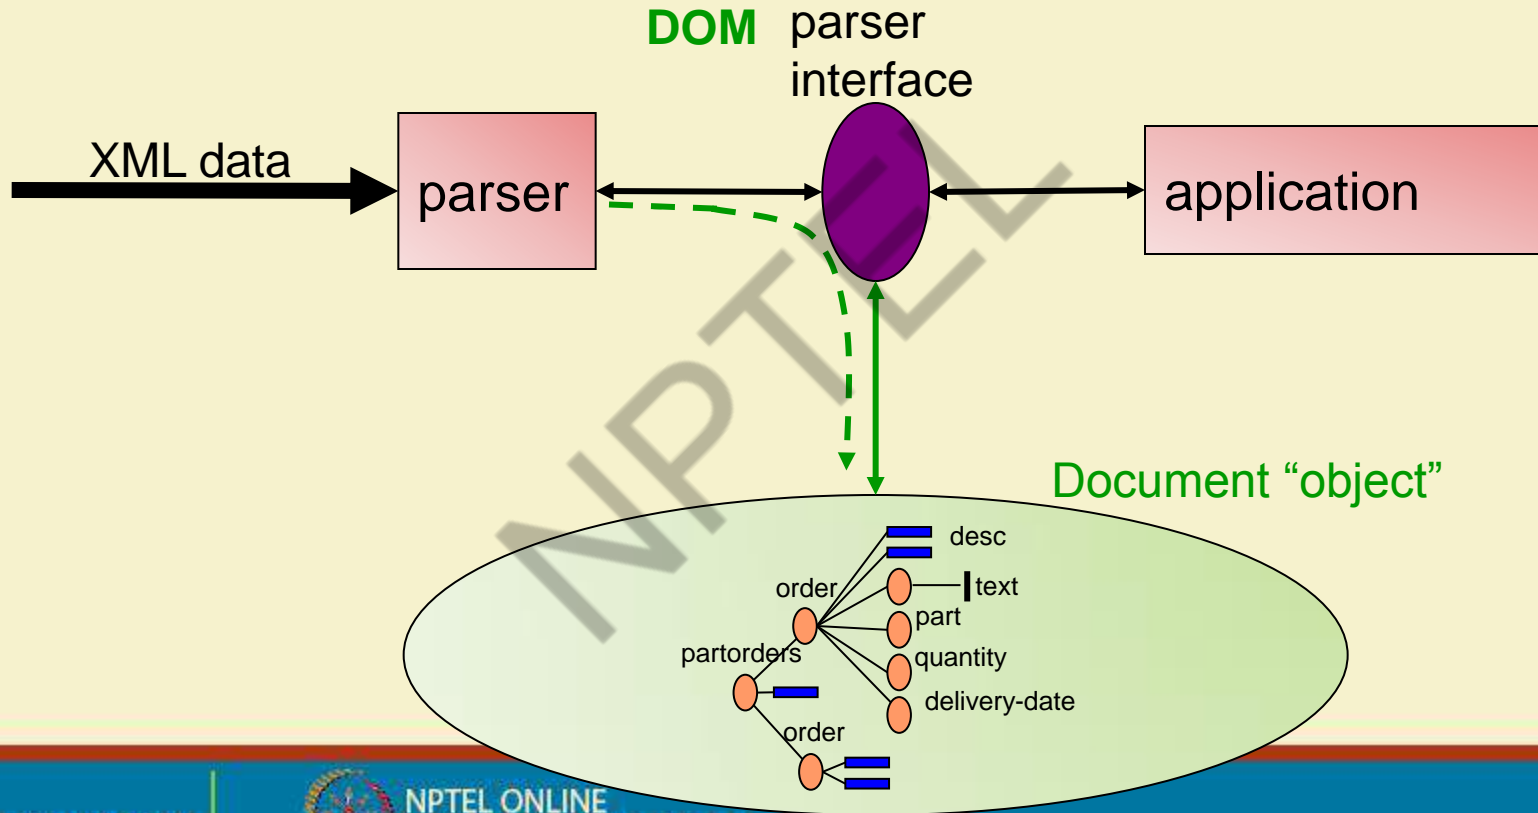 DOM parser
interface
XML data
parser
application
NPTEL
Document “object”
desc
order
text
part
partorders
quantity
delivery-date
order
NPTEL ONLINE